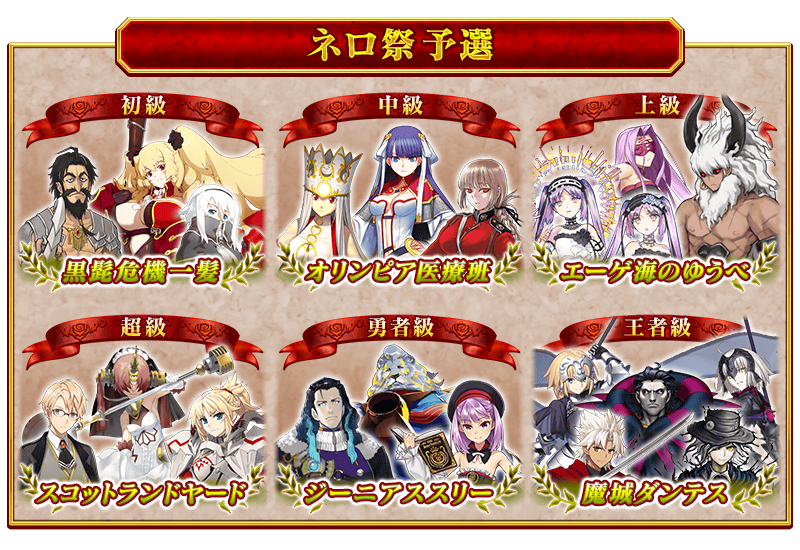 ネロ祭予選
初級
中級
上級
黒髭危機一髪
オリンピア医療班
エーゲ海のゆうべ
超級
勇者級
王者級
スコットランドヤード
ジーニアススリー
魔城ダンテス